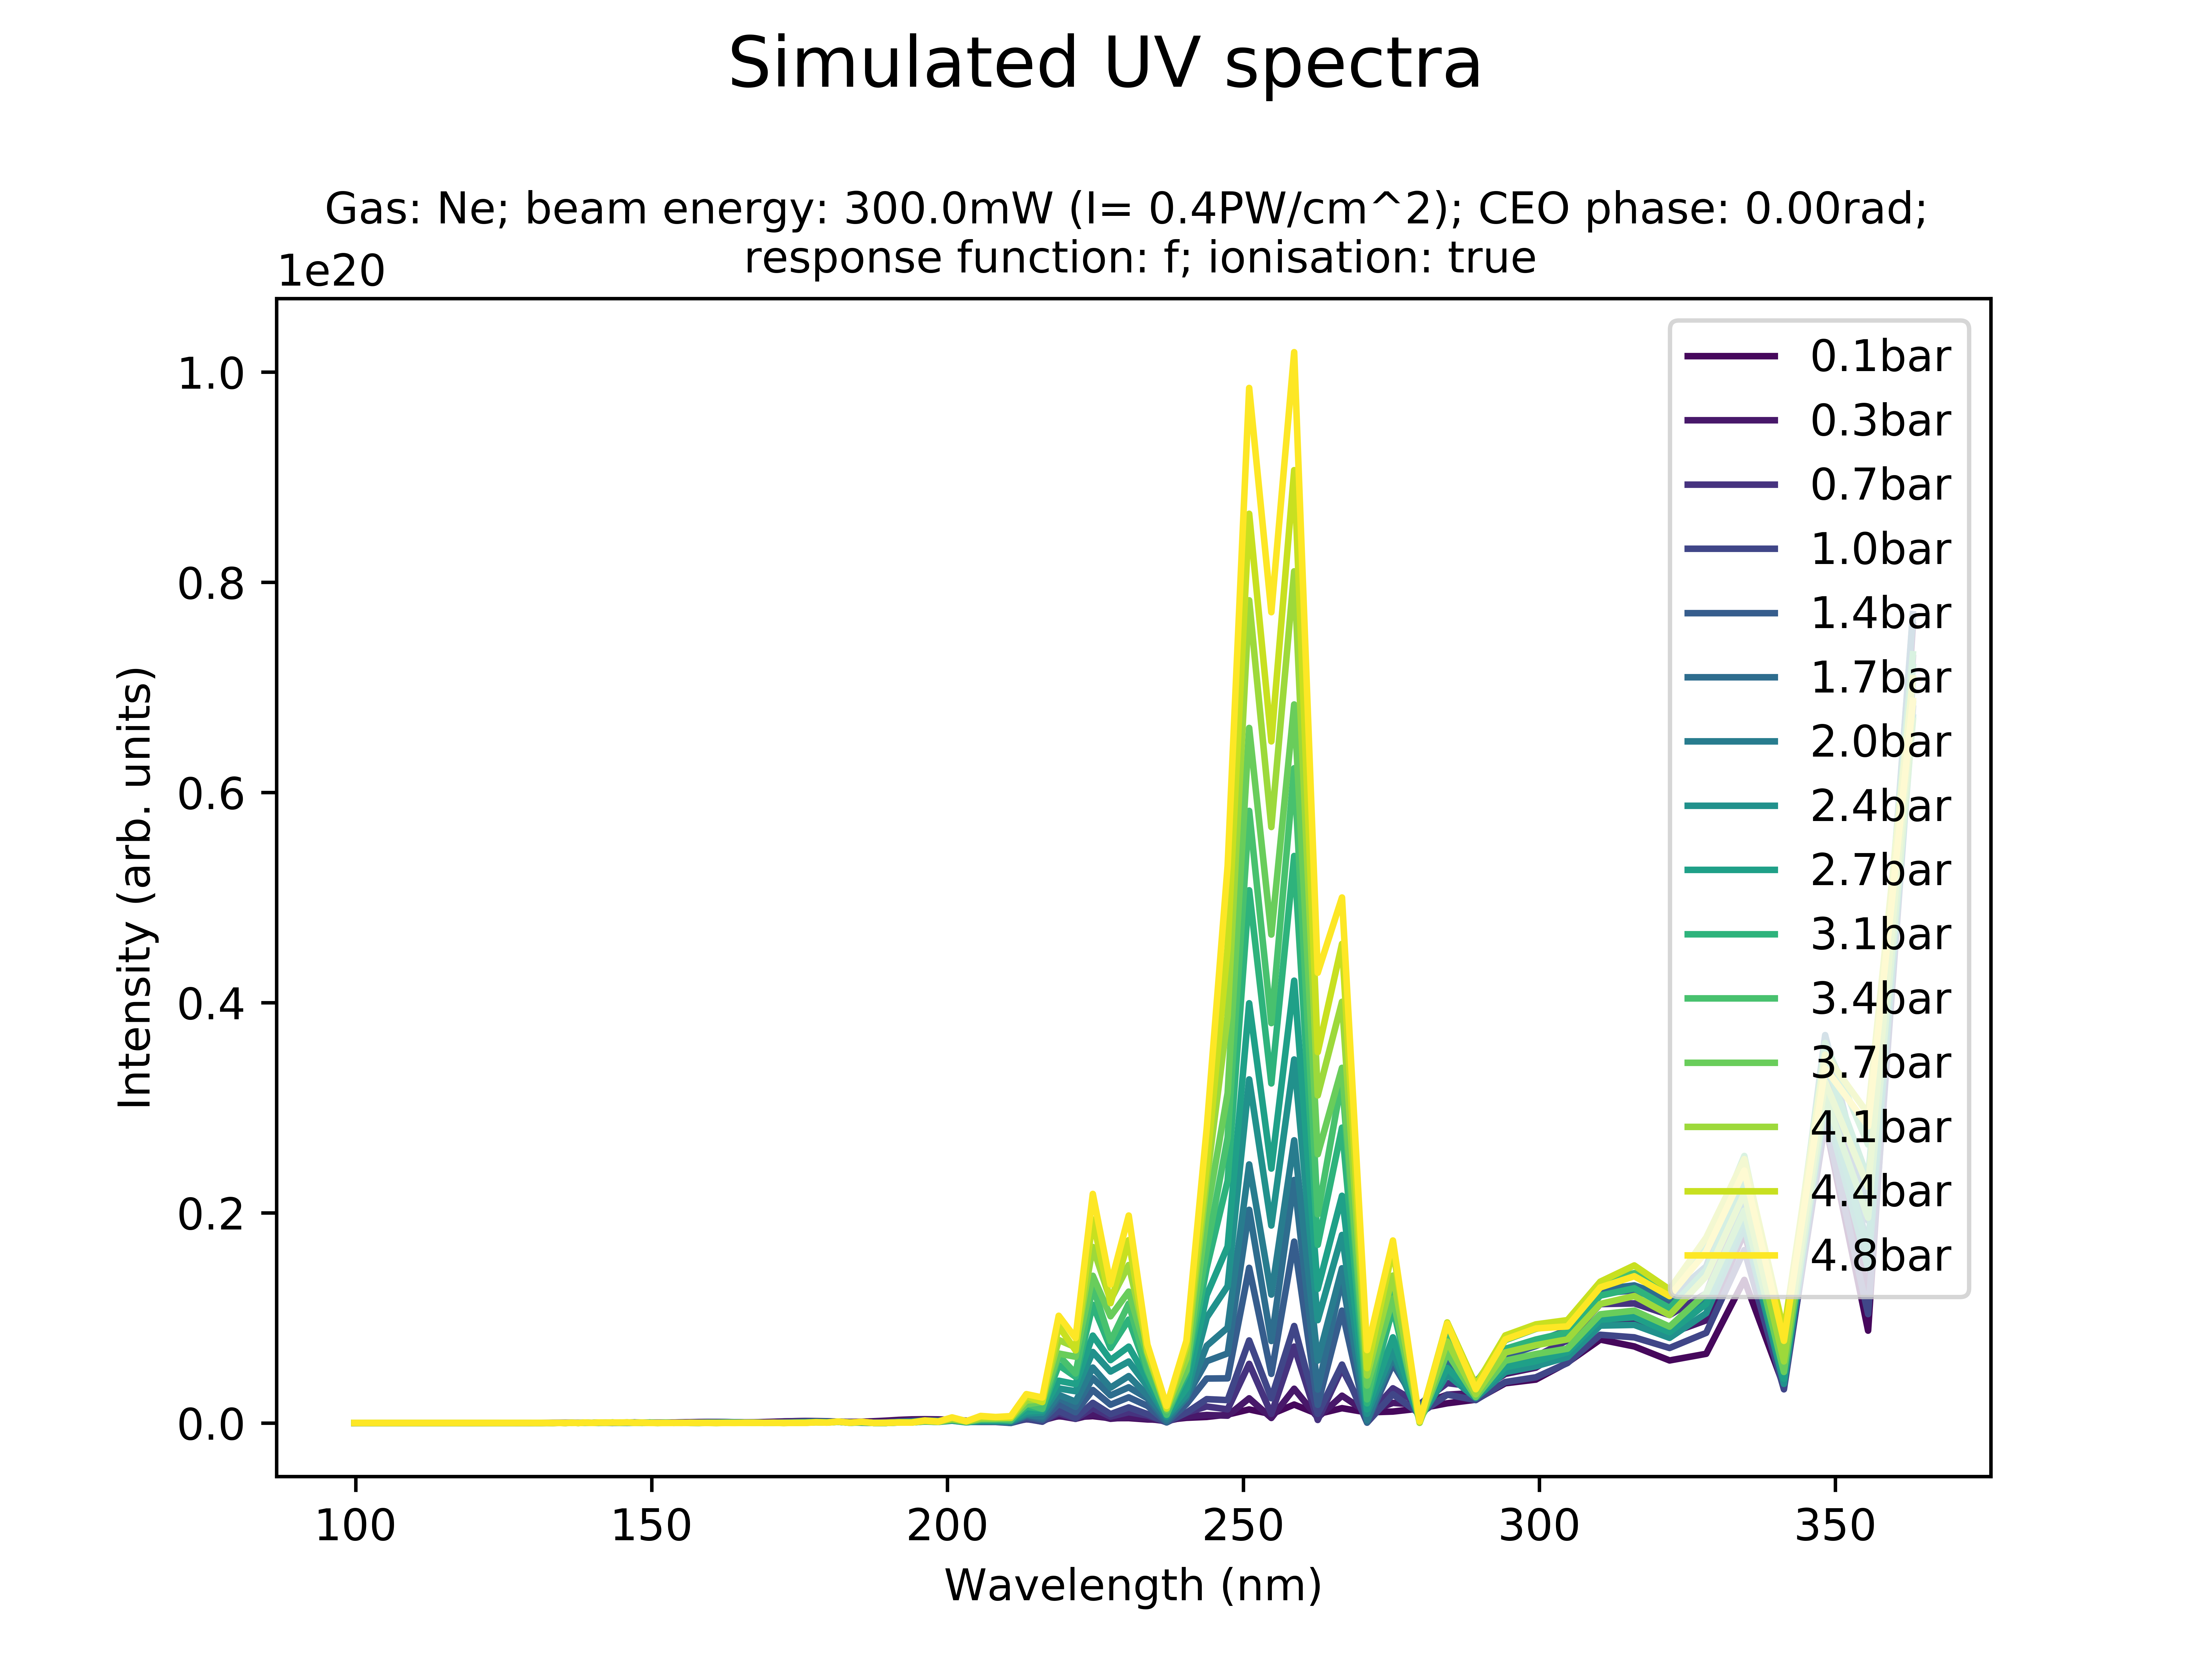 Simulated UV spectra
Gas: Ne; beam energy: 300.0mW (I= 0.4PW/cm^2); CEO phase: 0.00rad;
response function: f; ionisation: true
1e20
1.0
0.8
0.6
0.4
0.2
0.0
Intensity (arb. units)
100 150 200 250 300 350
Wavelength (nm)
0.1bar
0.3bar
0.7bar
1.0bar
1.4bar
1.7bar
2.0bar
2.4bar
2.7bar
3.1bar
3.4bar
3.7bar
4.1bar
4.4bar
4.8bar